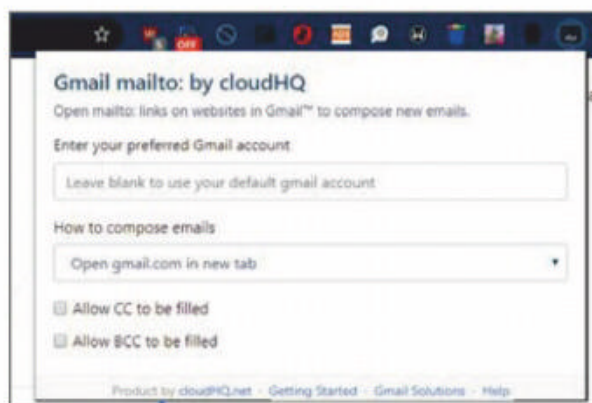 OFF
Gmail mailto: by cloudHQ
Open mailto: links on websites in Gmail™ to compose new emails.
Enter your preferred Gmail account
Leave blank to use your default gmail account
How to compose emails
Open gmail.com in new tab
Allow CC to be filled
Allow BCC to be filled
Product by cloudHQ.net - Getting Started - Gmail Solutions - Help